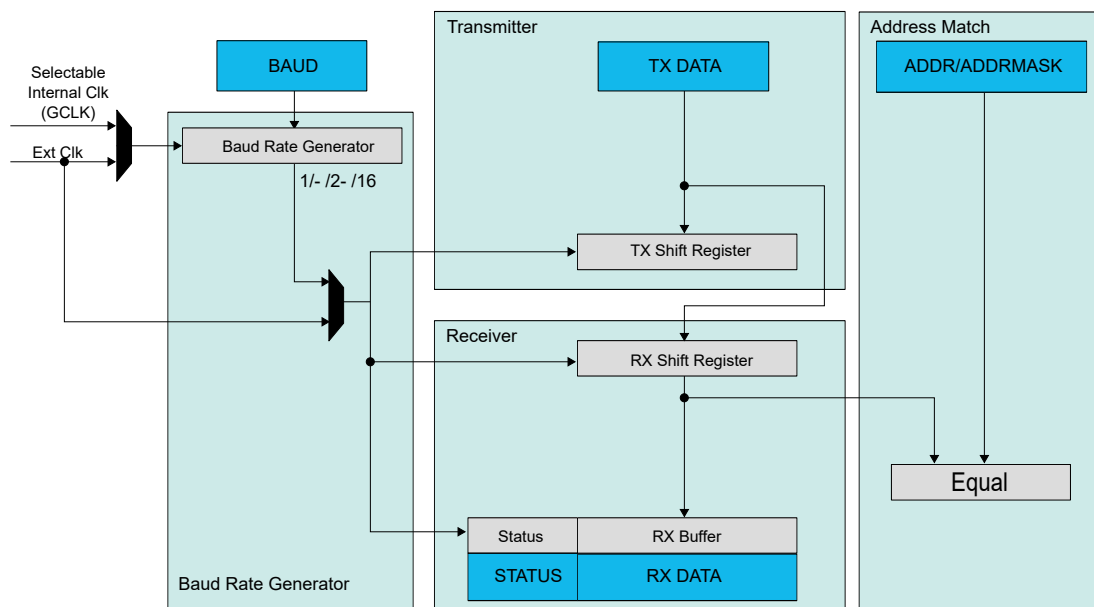 Transmitter
Address Match
BAUD
TX DATA
ADDR/ADDRMASK
Selectable
Internal Clk
(GCLK)
Baud Rate Generator
Ext Clk
1/- /2- /16
TX Shift Register
Receiver
RX Shift Register
Equal
Status
RX Buffer
STATUS
RX DATA
Baud Rate Generator